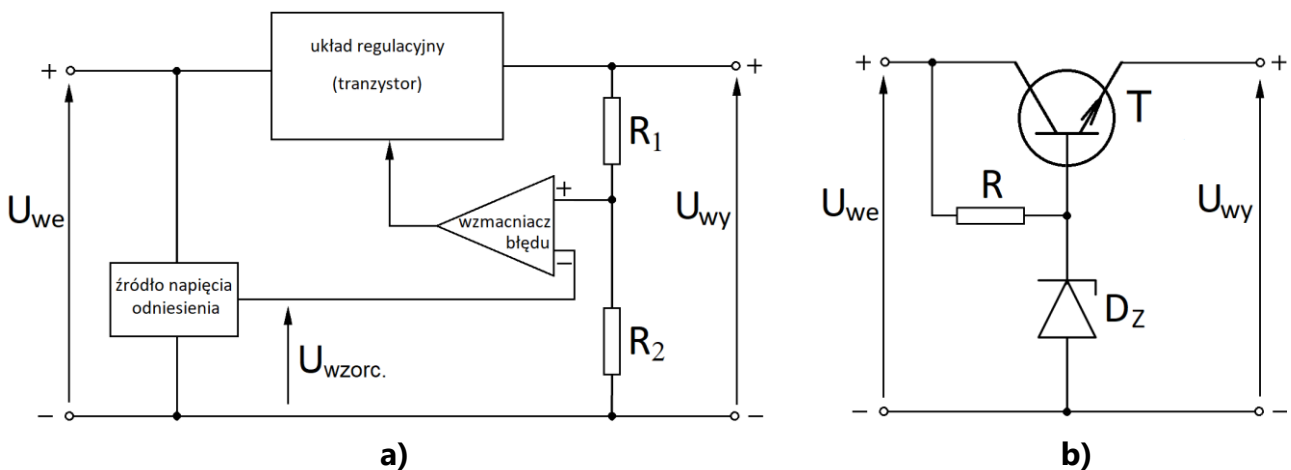 układ regulacyjny
(tranzystor)
+
+
R1
Uwe
+
wzmacniacz
błędu
−
Uwy
źródło napięcia
odniesienia
Uwzorc.
R2
−
−
a)
+
+
T
R
Uwe
Uwy
DZ
−
−
b)